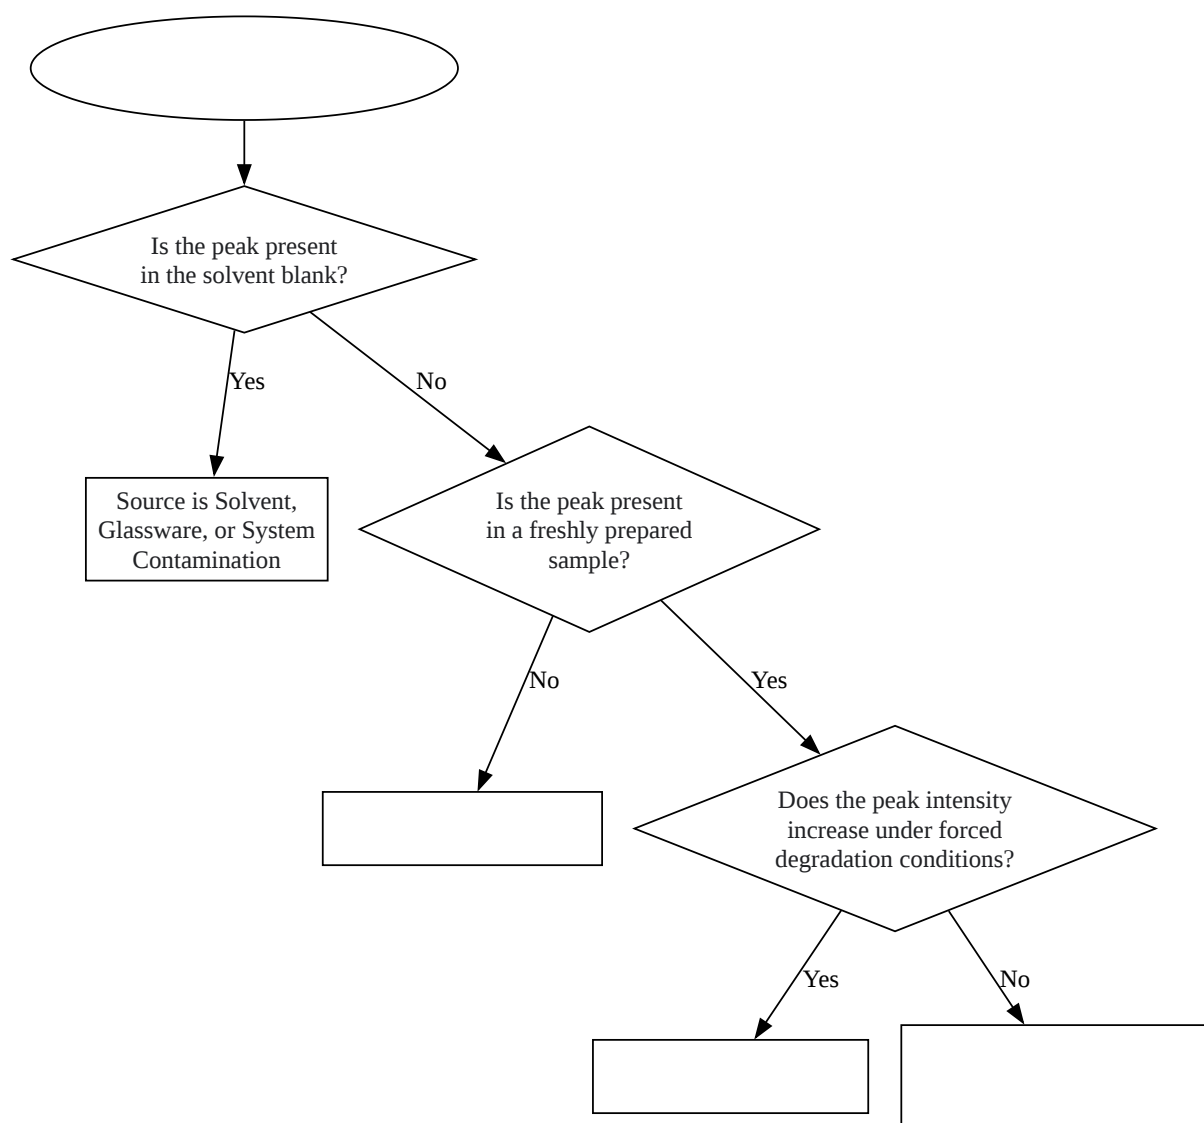 Is the peak present
in the solvent blank?
Yes
No
Source is Solvent,
Glassware, or System
Contamination
Is the peak present
in a freshly prepared
sample?
No
Yes
Does the peak intensity
increase under forced
degradation conditions?
Yes
No